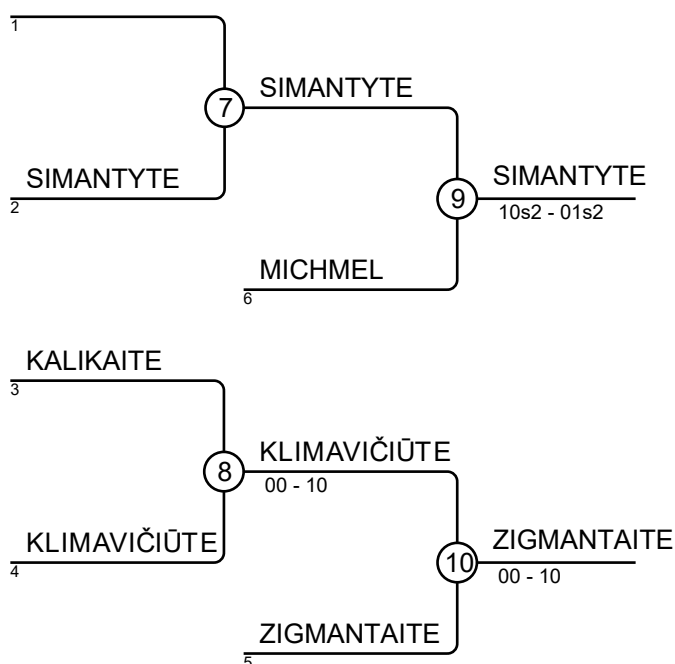 1
7
SIMANTYTE
SIMANTYTE
2
9
SIMANTYTE
10s2 - 01s2
MICHMEL
6
KALIKAITE
3
8
KLIMAVIČIŪTE
00 - 10
KLIMAVIČIŪTE
4
10
ZIGMANTAITE
00 - 10
ZIGMANTAITE
5